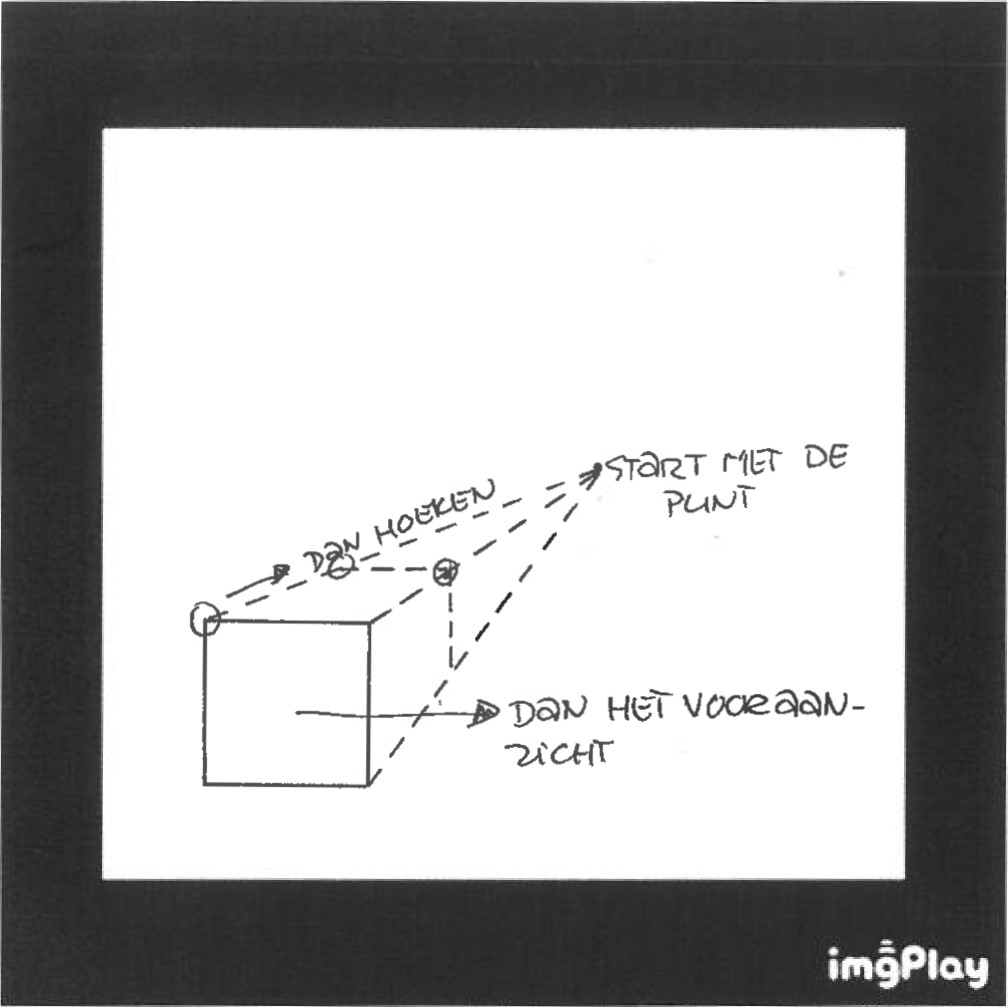 START MET DE
PUNT
DAN HOEKEN
DAN HET VOORAAN-
ZICHT
imgPlay